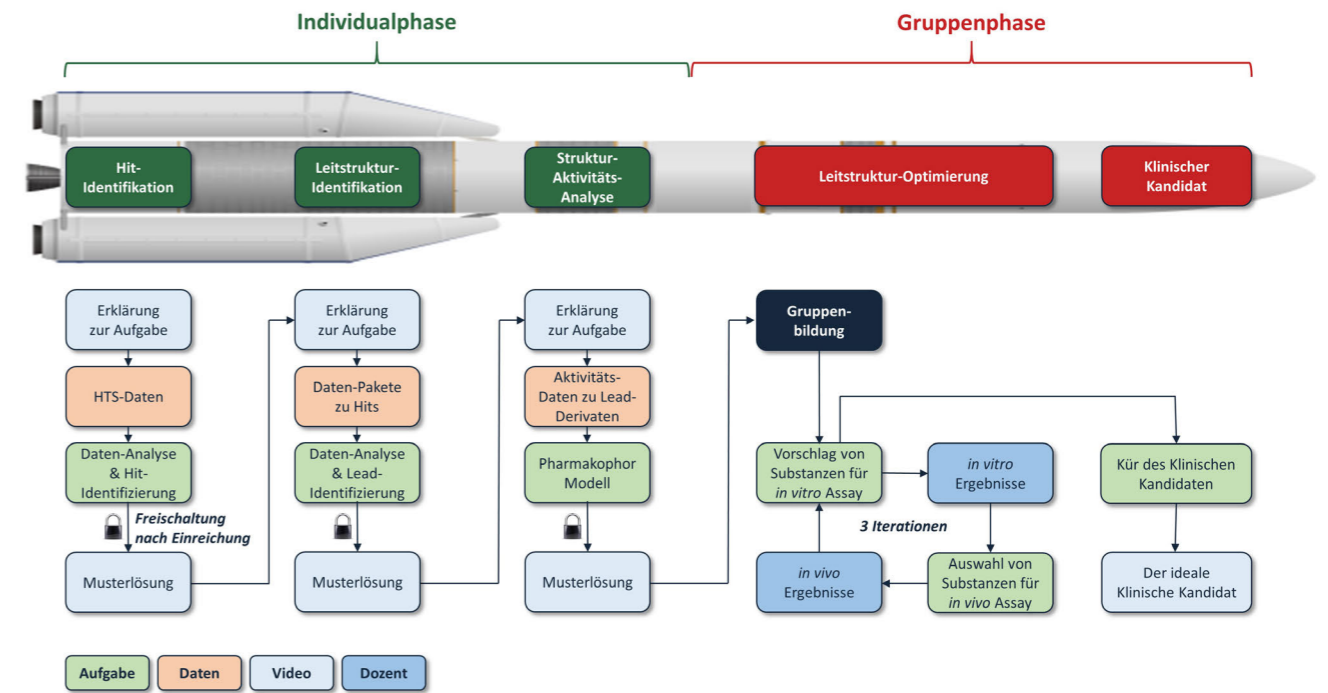 Individualphase
Gruppenphase
Hit-
Identifikation
Leitstruktur-
Identifikation
Struktur-
Aktivitäts-
Analyse
Leitstruktur-Optimierung
Klinischer
Kandidat
Erklärung
zur Aufgabe
HTS-Daten
Daten-Analyse
& Hit-
Identifizierung
Freischaltung
nach Einreichung
Musterlösung
Erklärung
zur Aufgabe
Daten-Pakete
zu Hits
Daten-Analyse
& Lead-
Identifizierung
Musterlösung
Erklärung
zur Aufgabe
Aktivitäts-
Daten zu Lead-
Derivaten
Pharmakophor
Modell
Musterlösung
Gruppen-
bildung
Vorschlag von
Substanzen für
in vitro Assay
in vitro
Ergebnisse
3 Iterationen
Auswahl von
Substanzen für
in vivo Assay
in vivo
Ergebnisse
Kür des Klinischen
Kandidaten
Der ideale
Klinische Kandidat
Aufgabe
Daten
Video
Dozent